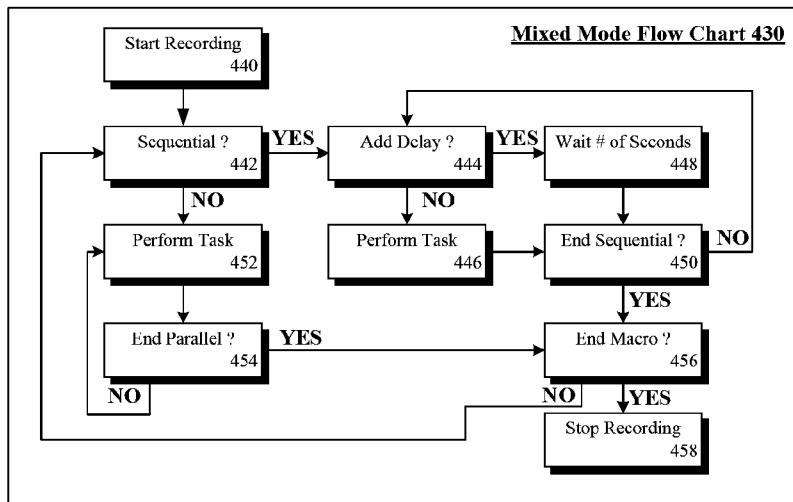 Mixed Mode Flow Chart 430
Start Recording
440
Sequential ?
442
YES
Add Delay ?
444
YES
Wait # of Seconds
448
NO
NO
Perform Task
452
Perform Task
446
End Sequential ?
450
NO
YES
End Parallel ?
454
YES
End Macro ?
456
NO
NO
YES
Stop Recording
458